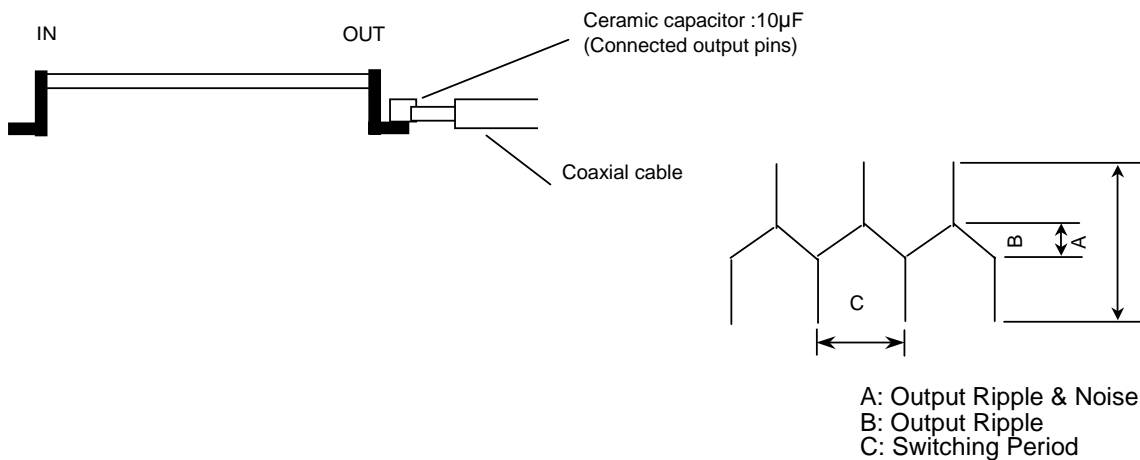 IN
OUT
Ceramic capacitor :10µF
(Connected output pins)
Coaxial cable
B
A
C
A: Output Ripple & Noise
B: Output Ripple
C: Switching Period